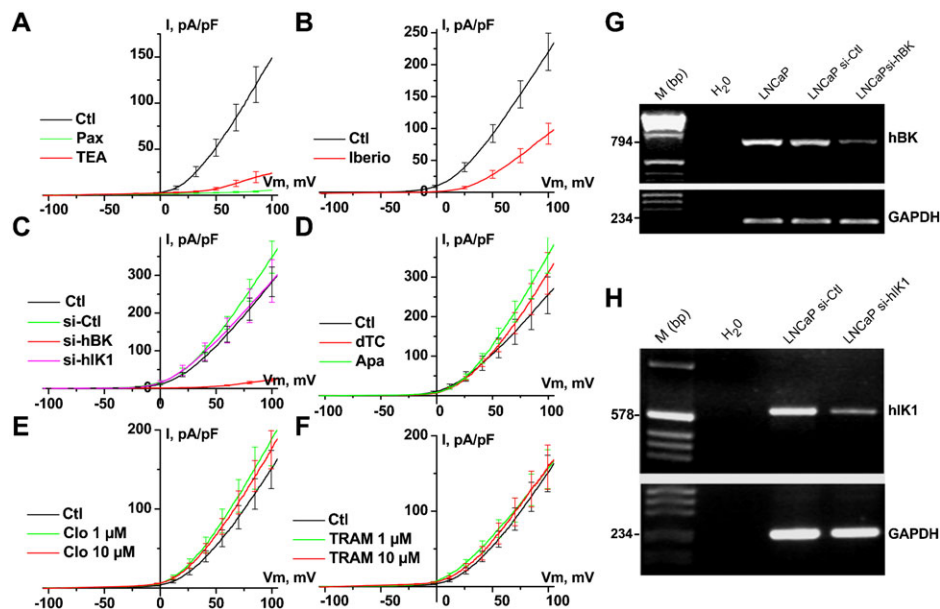 A
I, pA/pF
150
100
50
Ctl
Pax
TEA
Vm, mV
-100
-50
0
50
100
B
I, pA/pF
250
200
150
100
50
0
Ctl
Iberio
Vm, mV
-100
-50
0
50
100
C
I, pA/pF
300
200
100
0
Ctl
si-Ctl
si-hBK
si-hIK1
Vm, mV
-100
-50
0
50
100
D
I, pA/pF
300
200
100
Ctl
dTC
Apa
Vm, mV
-100
-50
0
50
100
E
I, pA/pF
200
100
Ctl
Clo 1 µM
Clo 10 µM
Vm, mV
-100
-50
0
50
100
F
I, pA/pF
200
100
Ctl
TRAM 1 µM
TRAM 10 µM
Vm, mV
-100
-50
0
50
100
G
M (bp)
H20
LNCaP
LNCaP si-Ctl
LNCaPsi-hBK
794-
hBK
234-
GAPDH
H
M (bp)
H20
LNCaP si-Ctl
LNCaP si-hIK1
578-
hIK1
234-
GAPDH